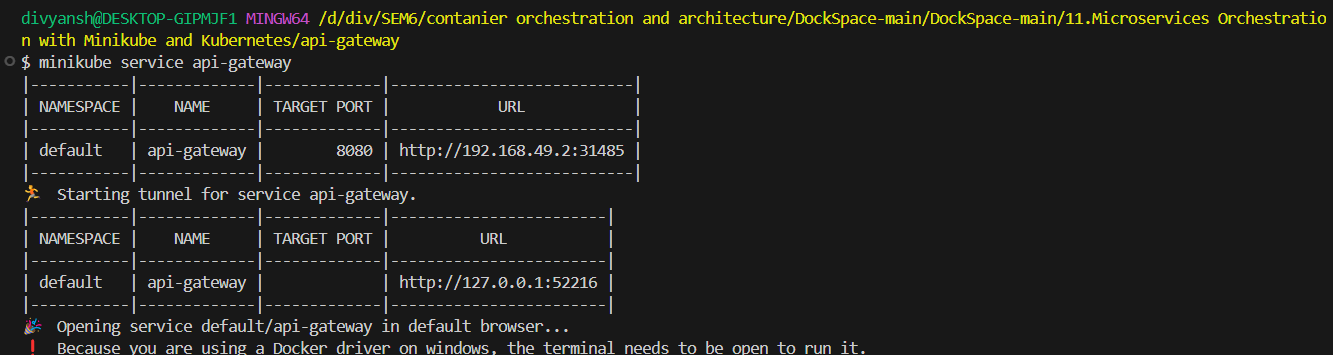 divyansh@DESKTOP-GIPMJF1 MINGW64 /d/div/SEM6/contanier orchestration and architecture/DockSpace-main/DockSpace-main/11.Microservices Orchestratio
n with Minikube and Kubernetes/api-gateway
$ minikube service api-gateway
|-----------|-------------|-------------|---------------------------|
| NAMESPACE |    NAME     | TARGET PORT |            URL            |
|-----------|-------------|-------------|---------------------------|
| default   | api-gateway |        8080 | http://192.168.49.2:31485 |
|-----------|-------------|-------------|---------------------------|
🏃  Starting tunnel for service api-gateway.
|-----------|-------------|-------------|------------------------|
| NAMESPACE |    NAME     | TARGET PORT |          URL           |
|-----------|-------------|-------------|------------------------|
| default   | api-gateway |             | http://127.0.0.1:52216 |
|-----------|-------------|-------------|------------------------|
🎉  Opening service default/api-gateway in default browser...
❗  Because you are using a Docker driver on windows, the terminal needs to be open to run it.